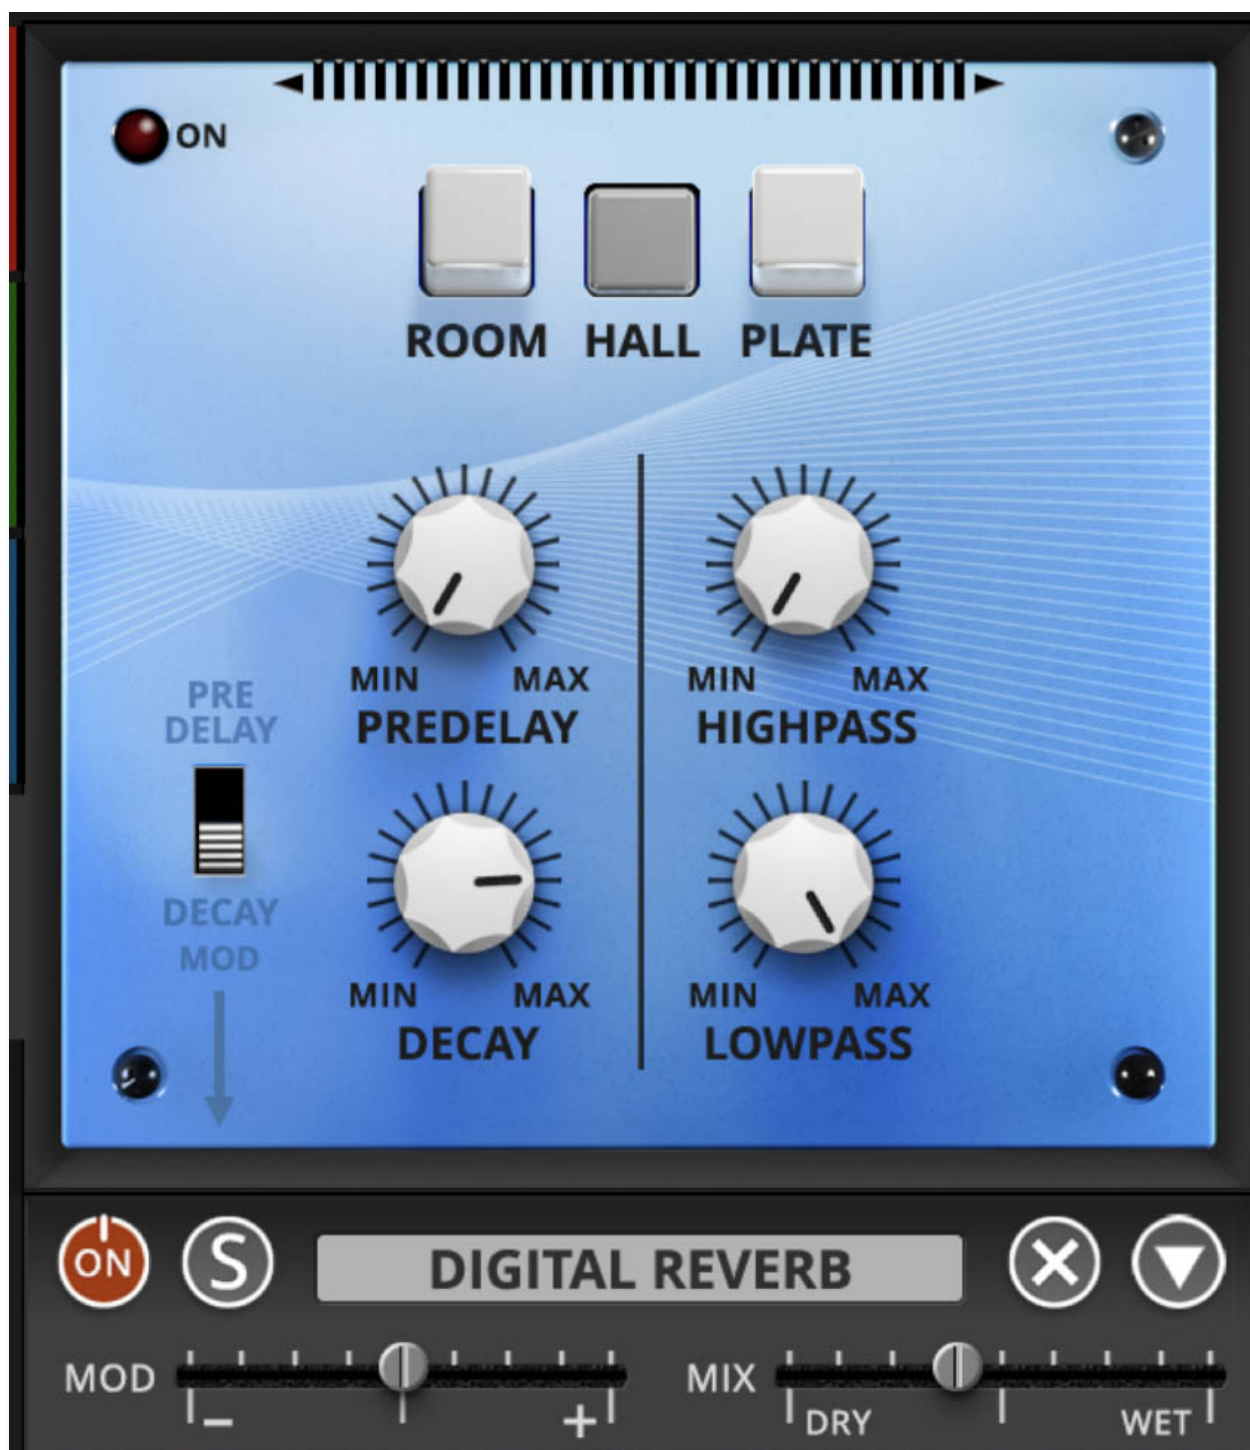 ON
ROOM HALL PLATE
MIN MAX MIN MAX
PREDELAY HIGHPASS
PRE
DELAY
DECAY
MOD
MIN MAX MIN MAX
DECAY LOWPASS
ON S DIGITAL REVERB
MOD MIX
− + DRY WET